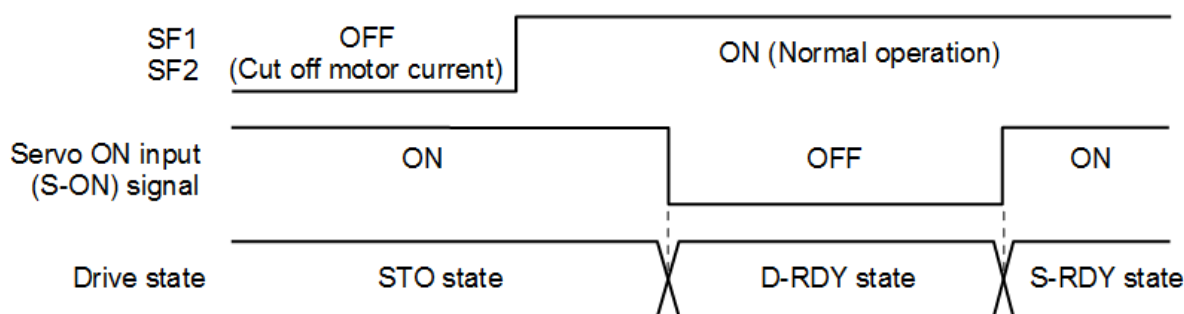 SF1
SF2
OFF
(Cut off motor current)
ON (Normal operation)
Servo ON input
(S-ON) signal
ON
OFF
ON
Drive state
STO state
D-RDY state
S-RDY state